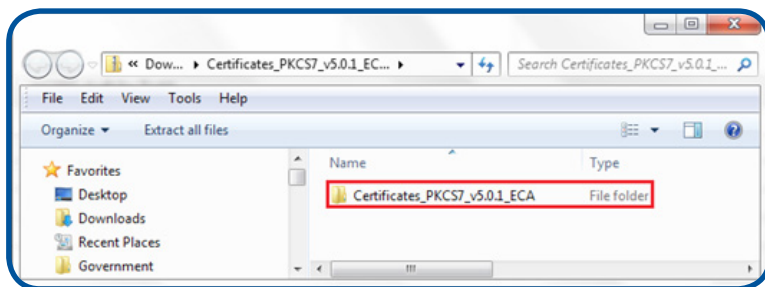 « Dow... ▸ Certificates_PKCS7_v5.0.1_EC... ▸ Search Certificates_PKCS7_v5.0.1_...
File Edit View Tools Help
Organize ▾ Extract all files
Favorites Name Type
Desktop Certificates_PKCS7_v5.0.1_ECA File folder
Downloads
Recent Places
Government